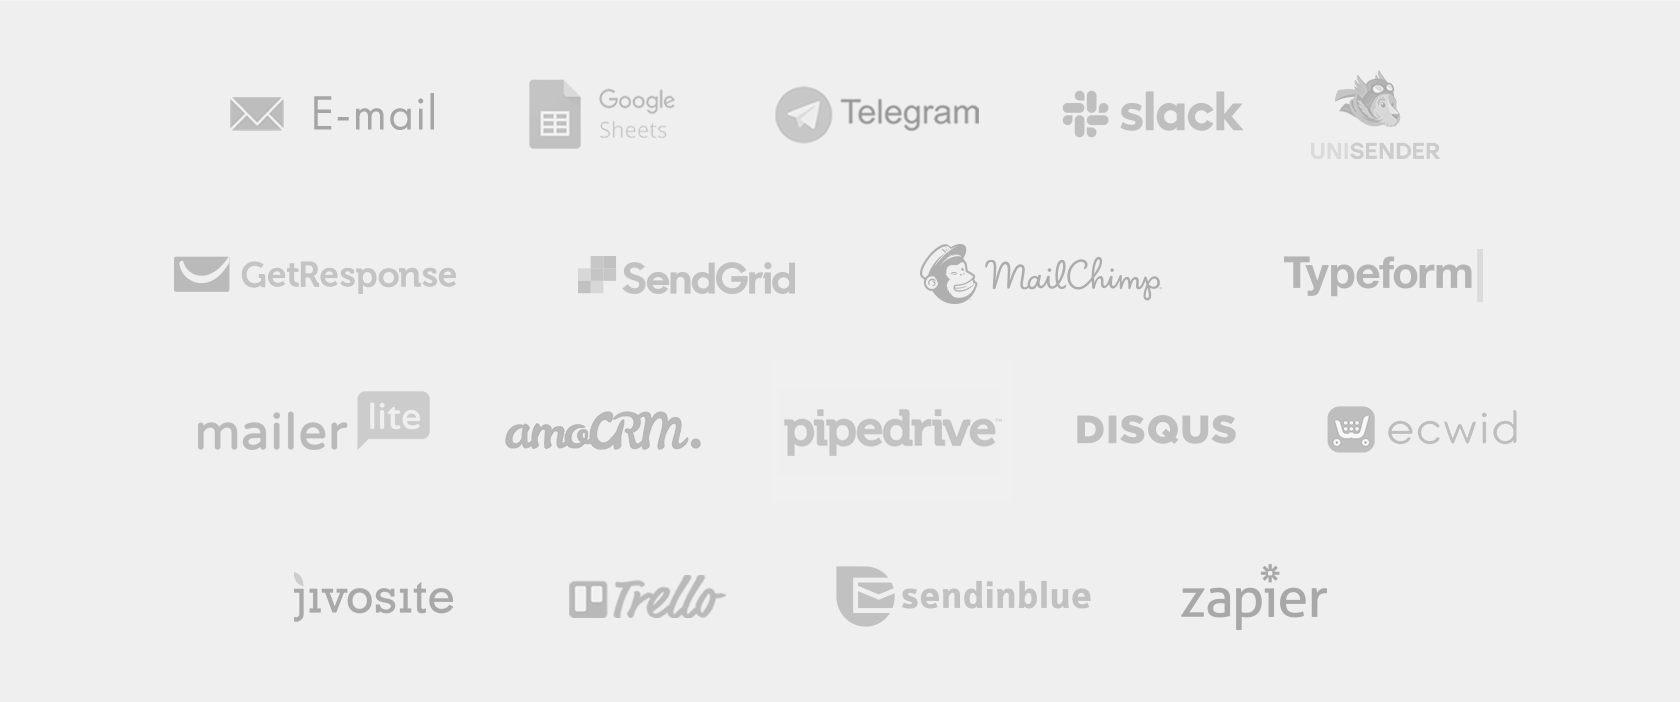 E-mail
Google
Sheets
Telegram
slack
UNISENDER
GetResponse
SendGrid
MailChimp
Typeform
mailer lite
amoCRM.
pipedrive™
DISQUS
ecwid
jivosite
Trello
sendinblue
zapier